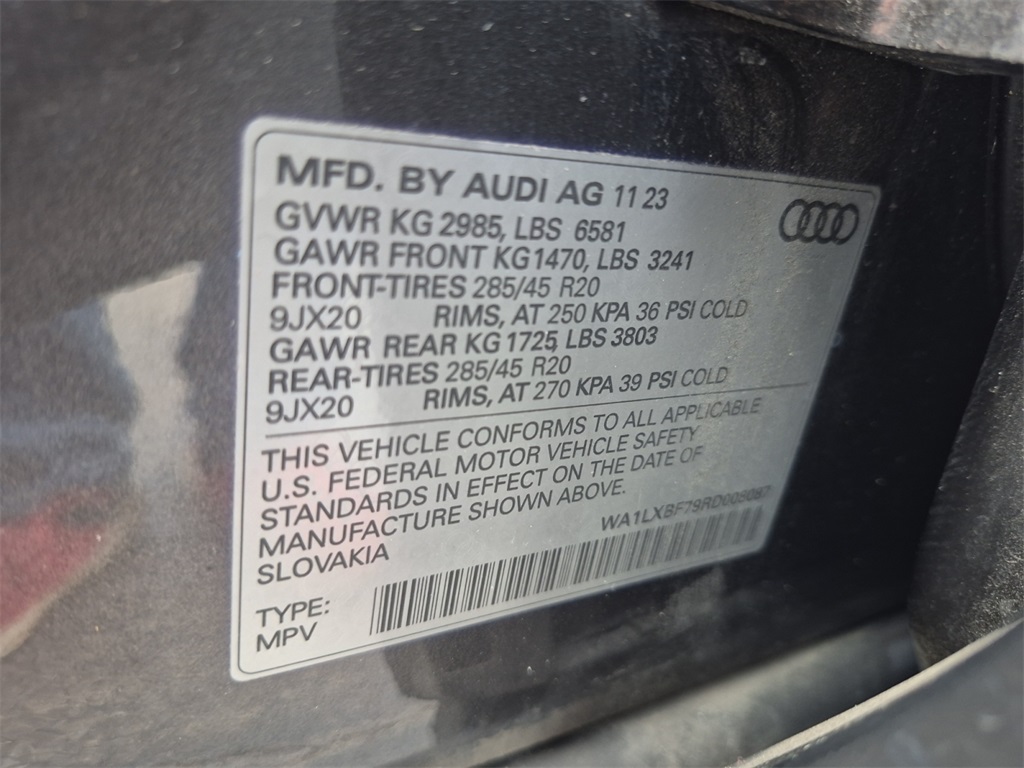 MFD. BY AUDI AG 11 23
GVWR KG 2985, LBS 6581
GAWR FRONT KG1470, LBS 3241
FRONT-TIRES 285/45 R20
9JX20 RIMS, AT 250 KPA 36 PSI COLD
GAWR REAR KG 1725, LBS 3803
REAR-TIRES 285/45 R20
9JX20 RIMS, AT 270 KPA 39 PSI COLD
THIS VEHICLE CONFORMS TO ALL APPLICABLE
U.S. FEDERAL MOTOR VEHICLE SAFETY
STANDARDS IN EFFECT ON THE DATE OF
MANUFACTURE SHOWN ABOVE.
SLOVAKIA
TYPE:
MPV